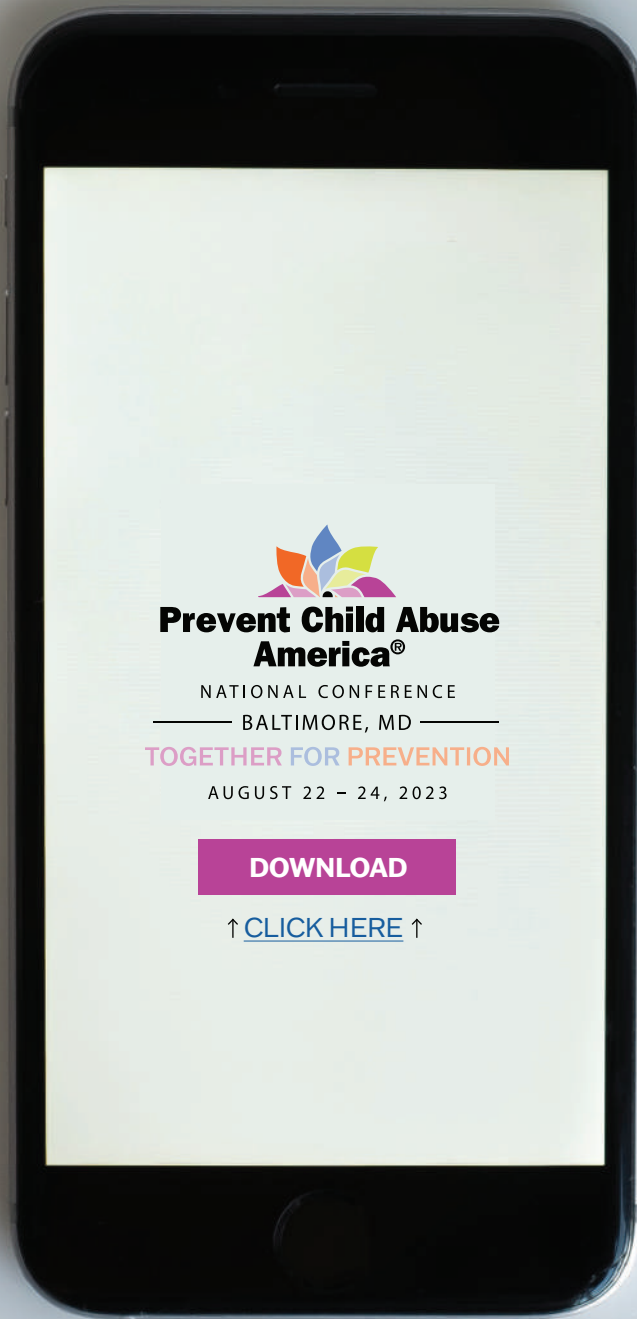 Prevent Child Abuse
America®
NATIONAL CONFERENCE
BALTIMORE, MD
TOGETHER FOR PREVENTION
AUGUST 22 – 24, 2023
DOWNLOAD
↑ CLICK HERE ↑